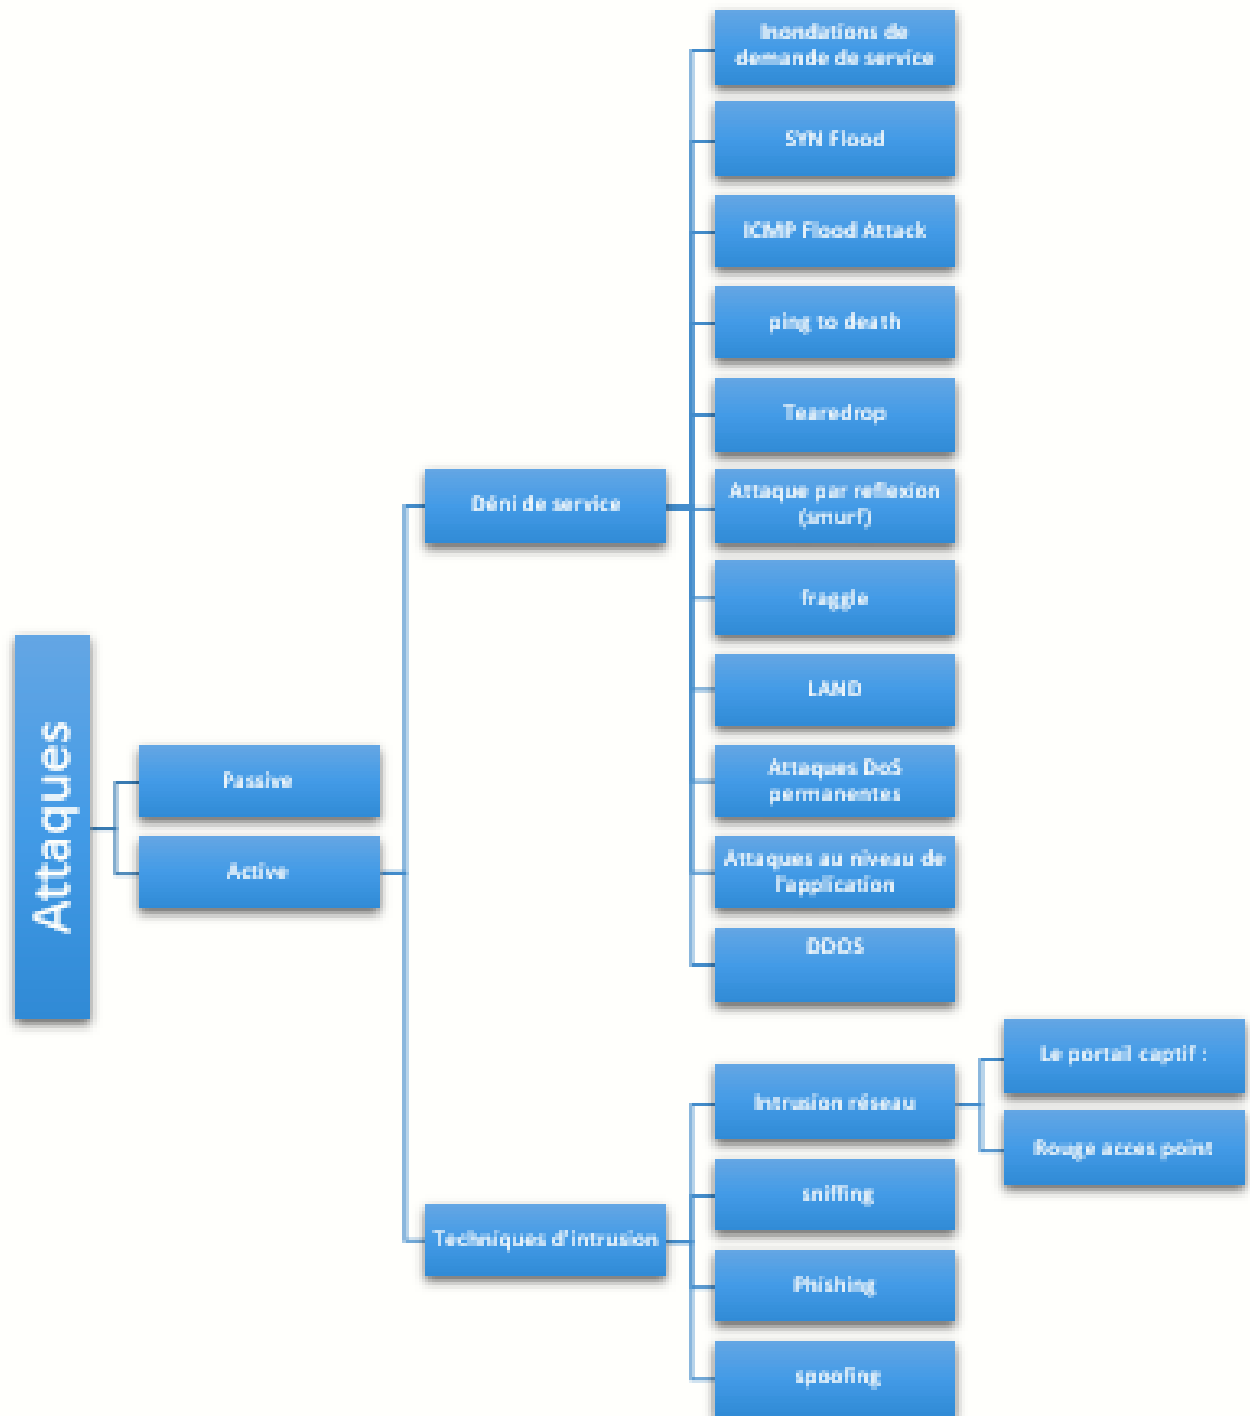 Inondations de
demande de service
SYN Flood
ICMP Flood Attack
ping to death
Tearedrop
Déni de service
Attaque par reflexion
(smurf)
fraggle
LAND
Attaques
Passive
Attaques DoS
permanentes
Active
Attaques au niveau de
l'application
DDOS
Le portail captif :
Intrusion réseau
Rouge acces point
sniffing
Techniques d'intrusion
Phishing
spoofing